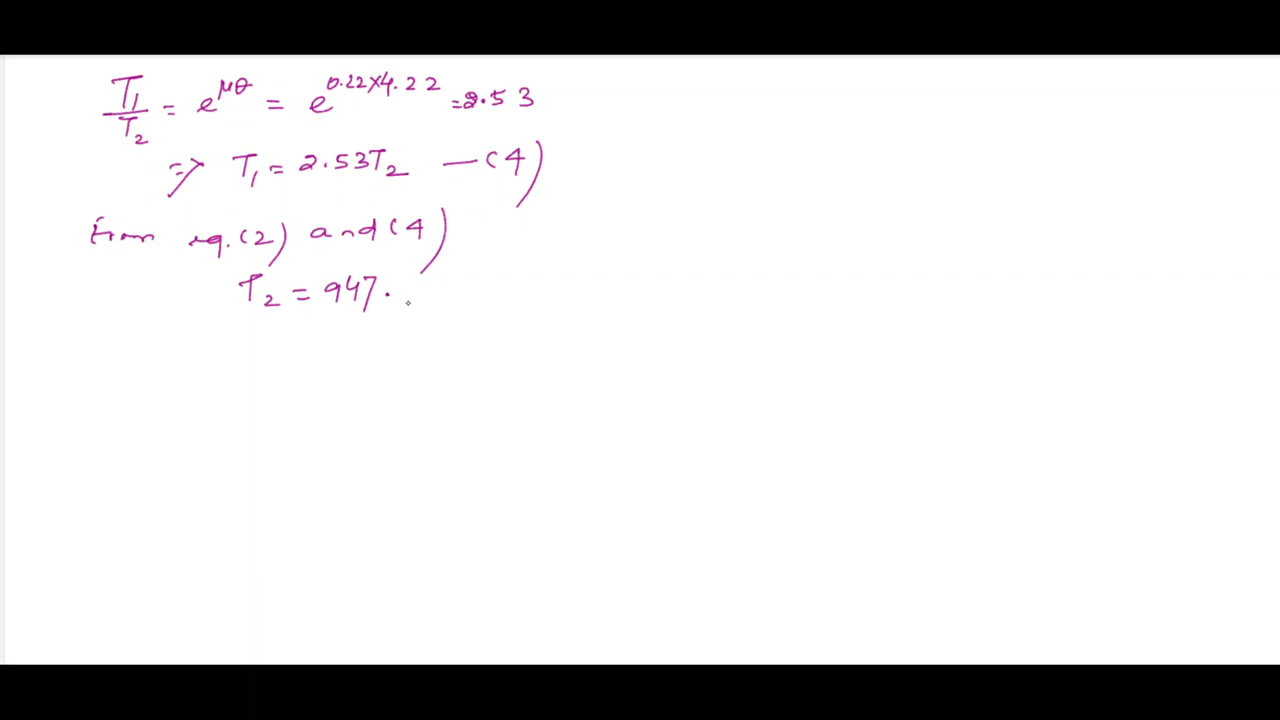 T₁/T₂ = e^μθ = e^0.22×4.22 = 2.53
⇒ T₁ = 2.53T₂ —(4)
From eq.(2) and (4)
T₂ = 947.